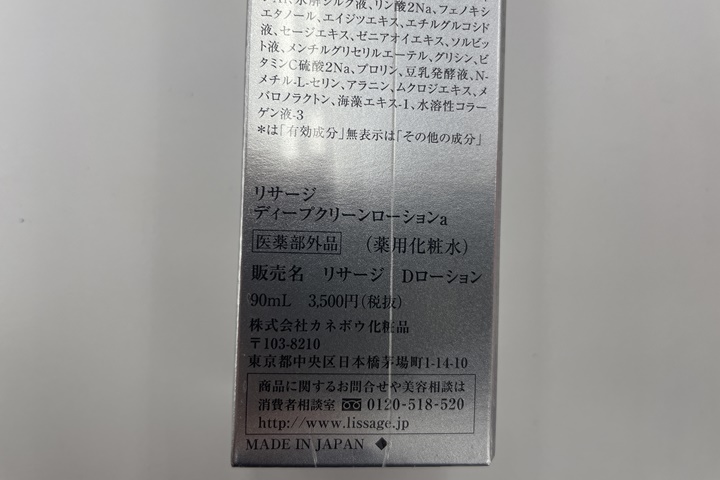 水解シルク液、リン酸2Na、フェノキシ
エタノール、エイジツエキス、エチルグルコシド
液、セージエキス、ゼニアオイエキス、ソルビッ
ト液、メンチルグリセリルエーテル、グリシン、ビ
タミンC硫酸2Na、プロリン、豆乳発酵液、N-
メチル-L-セリン、アラニン、ムクロジエキス、メ
バロノラクトン、海藻エキス-1、水溶性コラー
ゲン液-3
*は「有効成分」無表示は「その他の成分」
リサージ
ディープクリーンローションa
医薬部外品 （薬用化粧水）
販売名 リサージ Dローション
90mL 3,500円(税抜)
株式会社カネボウ化粧品
〒103-8210
東京都中央区日本橋茅場町1-14-10
商品に関するお問合せや美容相談は
消費者相談室 0120-518-520
http://www.lissage.jp
MADE IN JAPAN ◆